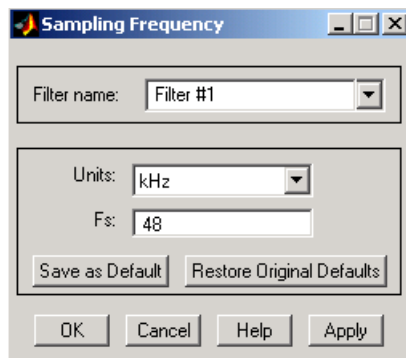 Sampling Frequency
Filter name: Filter #1
Units: kHz
Fs: 48
Save as Default Restore Original Defaults
OK Cancel Help Apply